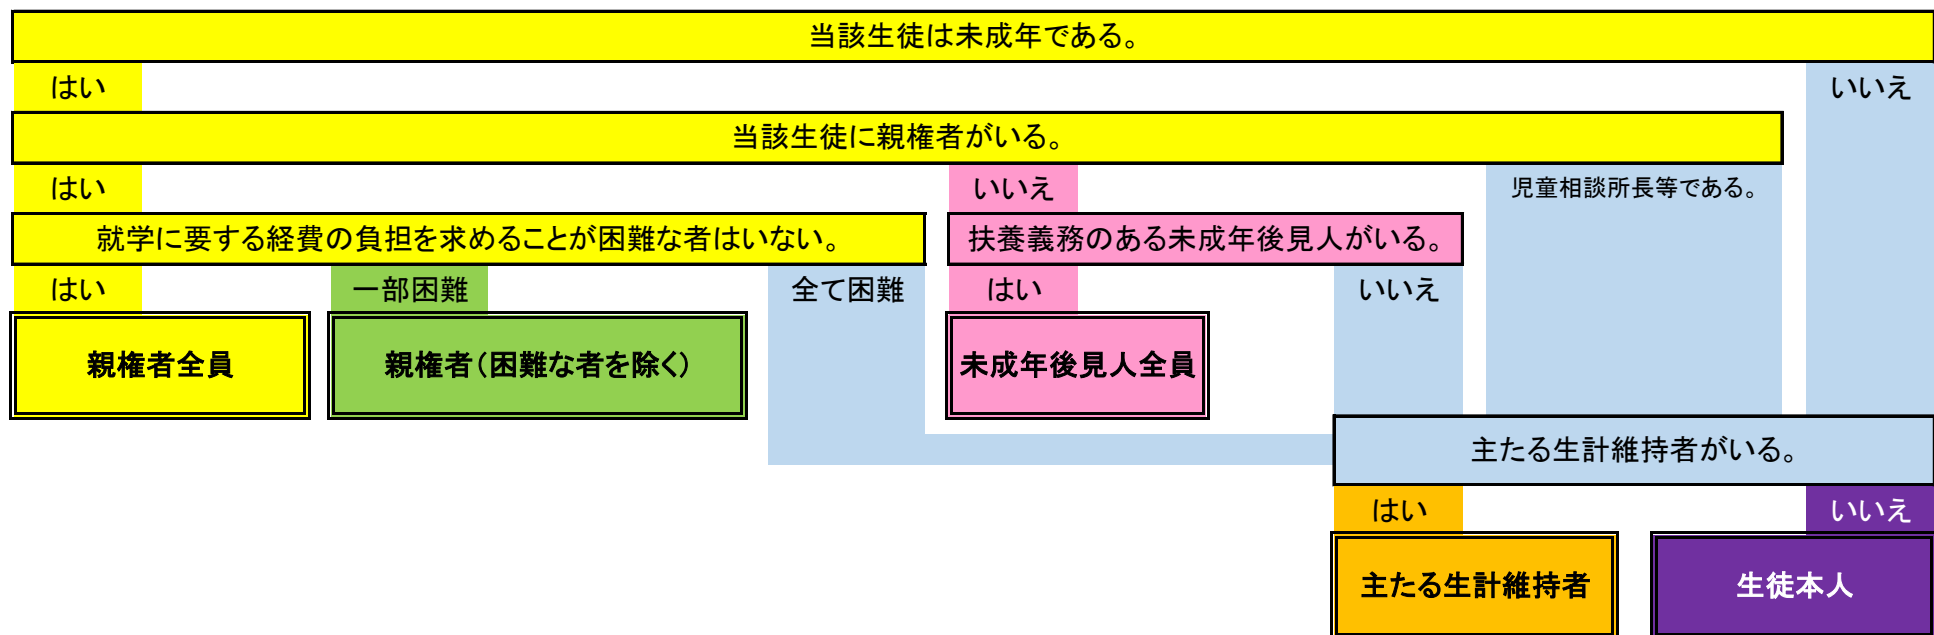 当該生徒は未成年である。
はい
いいえ
当該生徒に親権者がいる。
はい
いいえ
児童相談所長等である。
就学に要する経費の負担を求めることが困難な者はいない。
扶養義務のある未成年後見人がいる。
はい
一部困難
全て困難
はい
いいえ
親権者全員
親権者（困難な者を除く）
未成年後見人全員
主たる生計維持者がいる。
はい
いいえ
主たる生計維持者
生徒本人